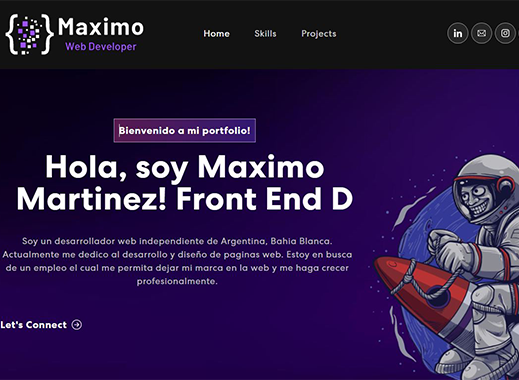 Maximo
Web Developer
Home
Skills
Projects
Bienvenido a mi portfolio!
Hola, soy Maximo
Martinez! Front End D
Soy un desarrollador web independiente de Argentina, Bahia Blanca.
Actualmente me dedico al desarrollo y diseño de paginas web. Estoy en busca
de un empleo el cual me permita dejar mi marca en la web y me haga crecer
profesionalmente.
Let's Connect